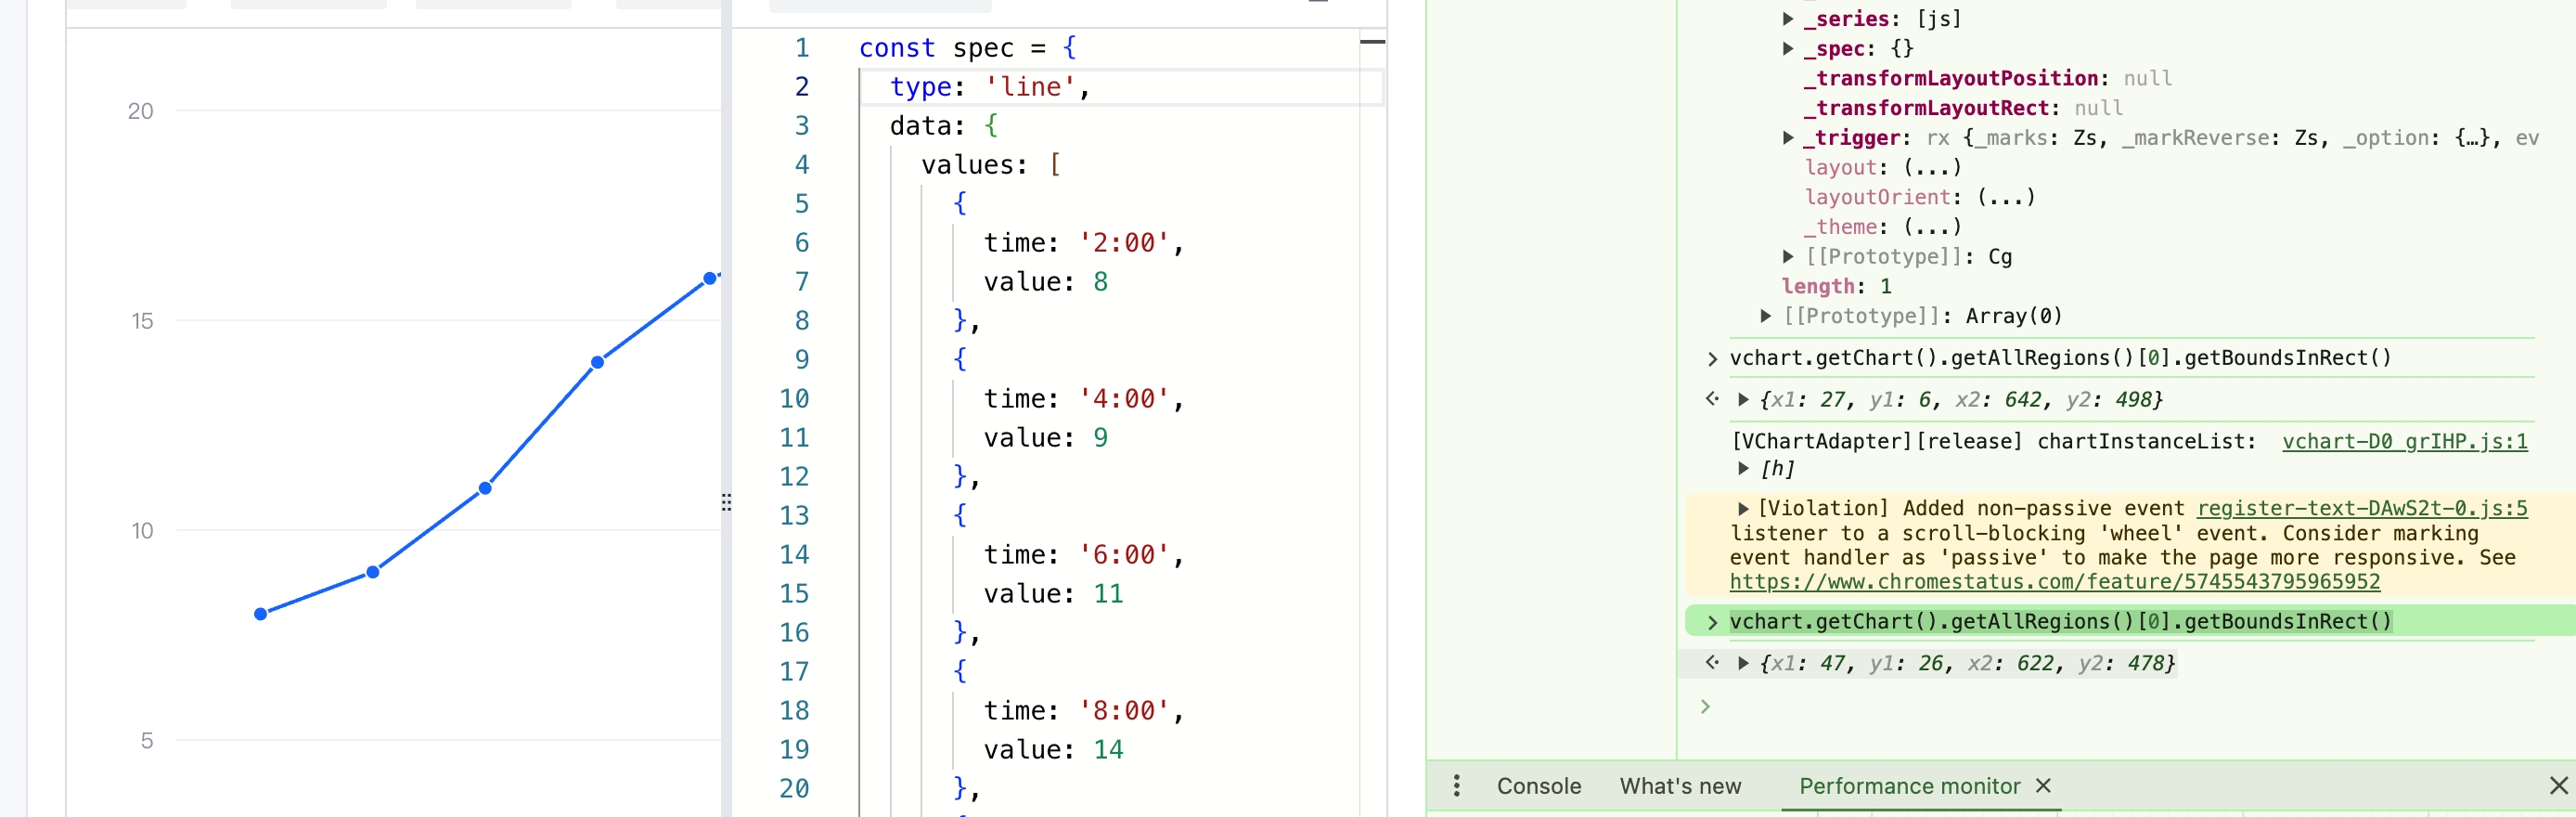 20
15
10
5
1 const spec = {
2 type: 'line',
3 data: {
4 values: [
5 {
6 time: '2:00',
7 value: 8
8 },
9 {
10 time: '4:00',
11 value: 9
12 },
13 {
14 time: '6:00',
15 value: 11
16 },
17 {
18 time: '8:00',
19 value: 14
20 },
_series: [js]
_spec: {}
_transformLayoutPosition: null
_transformLayoutRect: null
_trigger: rx {_marks: Zs, _markReverse: Zs, _option: {…}, ev
layout: (...)
layoutOrient: (...)
_theme: (...)
[[Prototype]]: Cg
length: 1
[[Prototype]]: Array(0)
> vchart.getChart().getAllRegions()[0].getBoundsInRect()
{x1: 27, y1: 6, x2: 642, y2: 498}
[VChartAdapter][release] chartInstanceList: vchart-D0_grIHP.js:1
[h]
[Violation] Added non-passive event register-text-DAwS2t-0.js:5
listener to a scroll-blocking 'wheel' event. Consider marking
event handler as 'passive' to make the page more responsive. See
https://www.chromestatus.com/feature/5745543795965952
> vchart.getChart().getAllRegions()[0].getBoundsInRect()
{x1: 47, y1: 26, x2: 622, y2: 478}
>
Console What's new Performance monitor